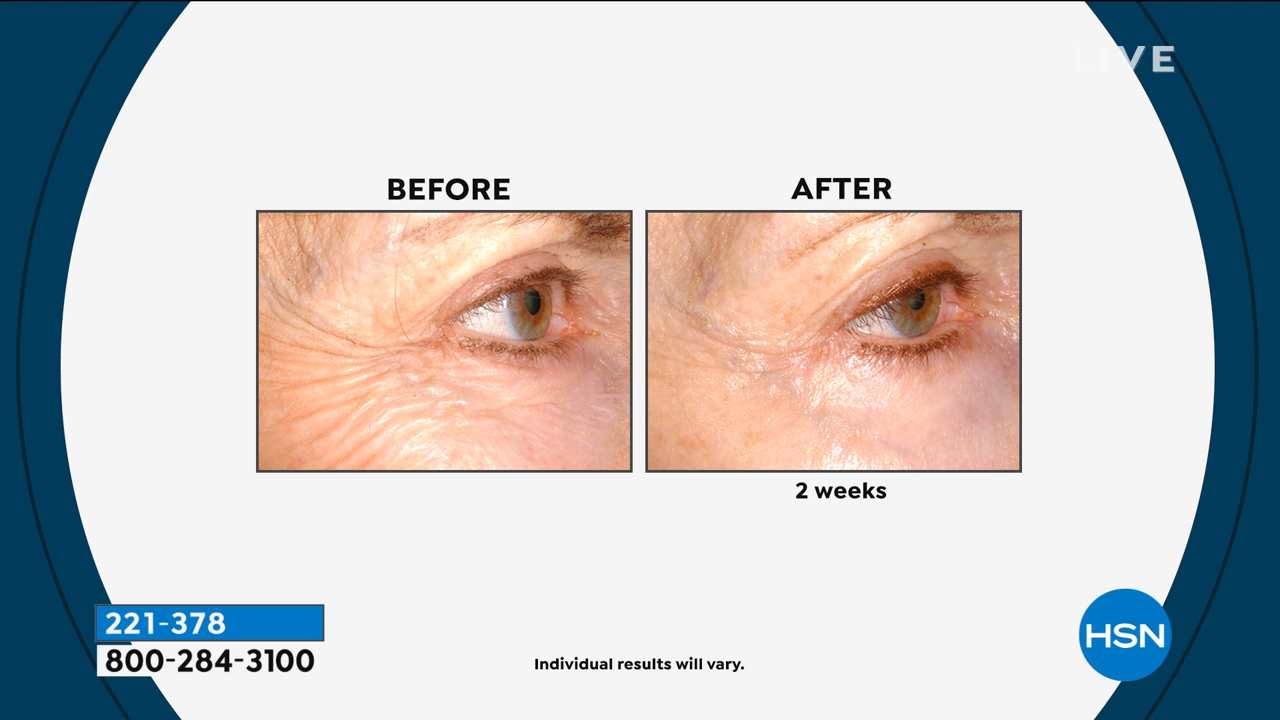 LIVE
BEFORE
AFTER
2 weeks
221-378
800-284-3100
Individual results will vary.
HSN